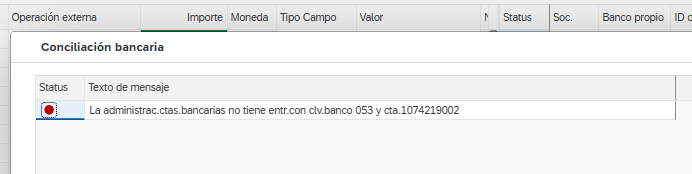 Operación externa Importe Moneda Tipo Campo Valor Status Soc. Banco propio
Conciliación bancaria
Status Texto de mensaje
La administrac.ctas.bancarias no tiene entr.con clv.banco 053 y cta.1074219002